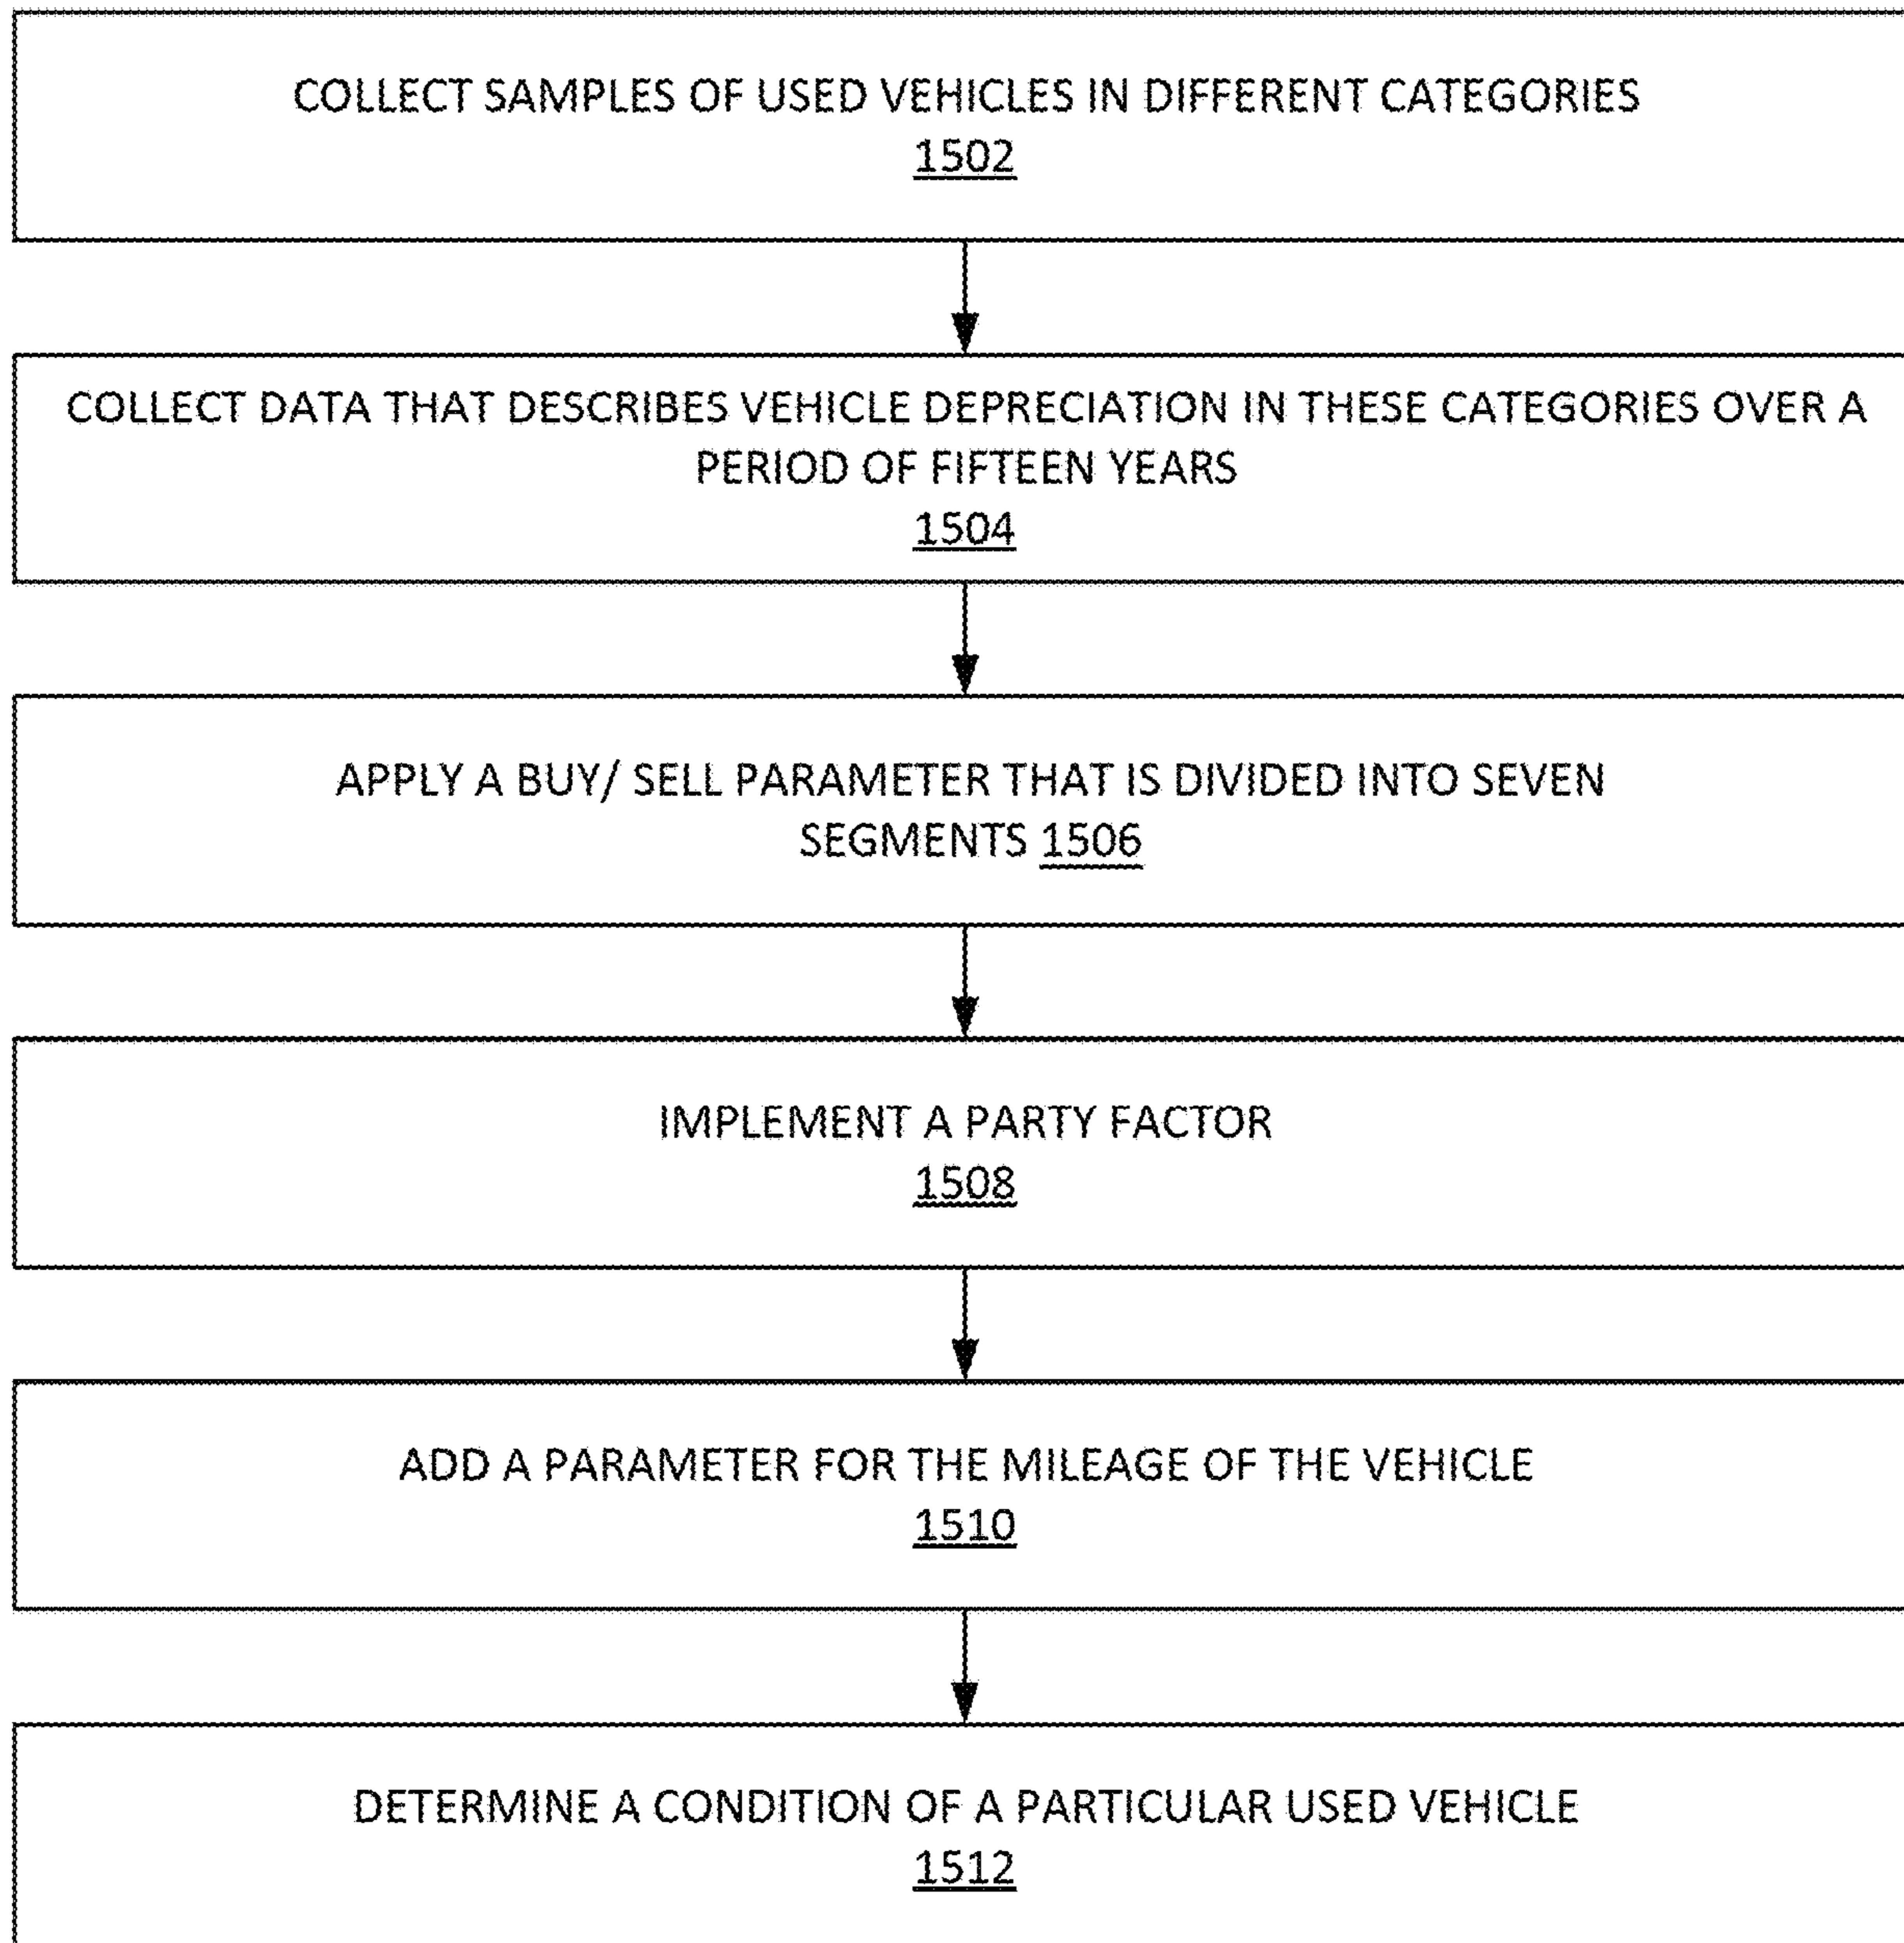 COLLECT SAMPLES OF USED VEHICLES IN DIFFERENT CATEGORIES
1502
COLLECT DATA THAT DESCRIBES VEHICLE DEPRECIATION IN THESE CATEGORIES OVER A
PERIOD OF FIFTEEN YEARS
1504
APPLY A BUY/ SELL PARAMETER THAT IS DIVIDED INTO SEVEN
SEGMENTS 1506
IMPLEMENT A PARTY FACTOR
1508
ADD A PARAMETER FOR THE MILEAGE OF THE VEHICLE
1510
DETERMINE A CONDITION OF A PARTICULAR USED VEHICLE
1512